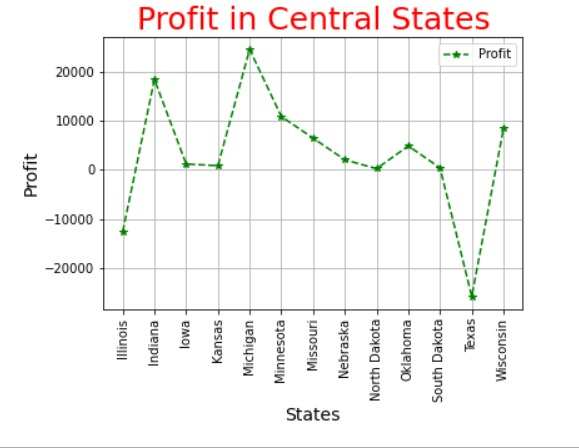 Profit in Central States
Profit
Profit
20000
10000
0
−10000
−20000
Illinois
Indiana
Iowa
Kansas
Michigan
Minnesota
Missouri
Nebraska
North Dakota
Oklahoma
South Dakota
Texas
Wisconsin
States